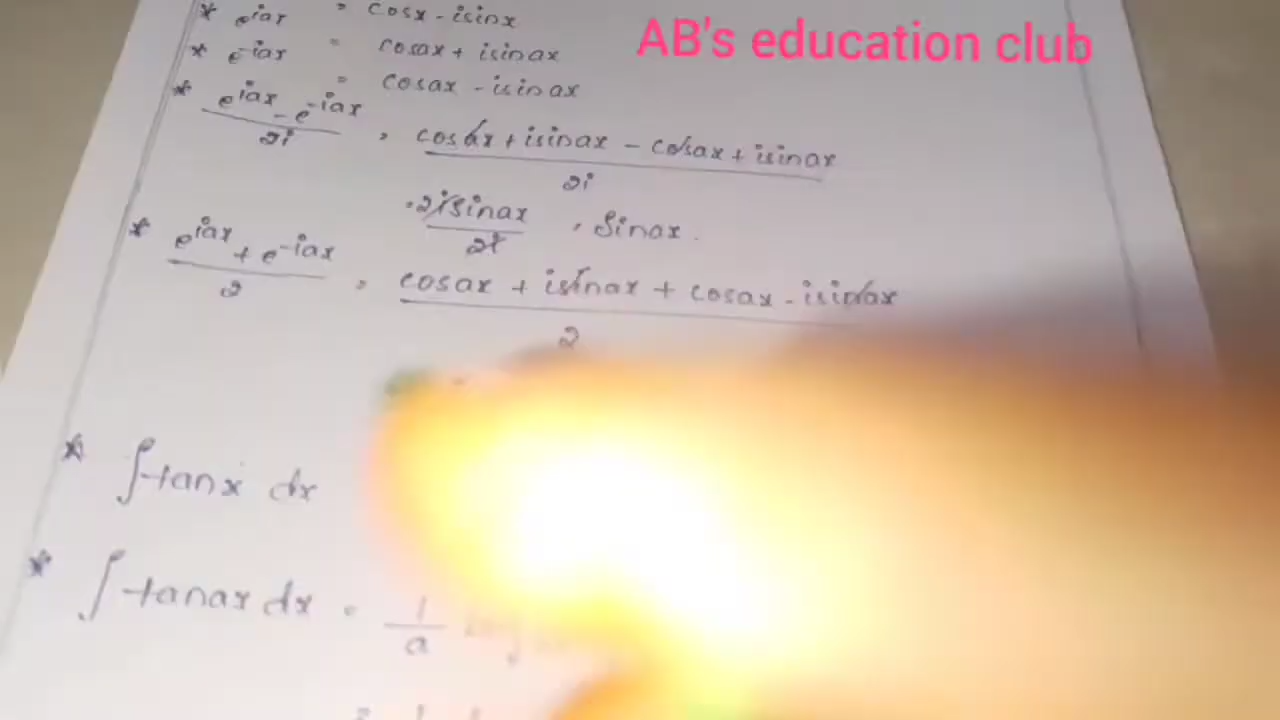 AB's education club
* e^iax = cosx - isinx
* e^-iax = cosax + isinax
= cosax - isinax
* e^iax - e^-iax / 2i = cosax + isinax - cosax + isinax / 2i
= 2isinax / 2i = Sinax.
* e^iax + e^-iax / 2 = cosax + isinax + cosax - isinax / 2
* ∫tanx dx
* ∫tanax dx = 1/a